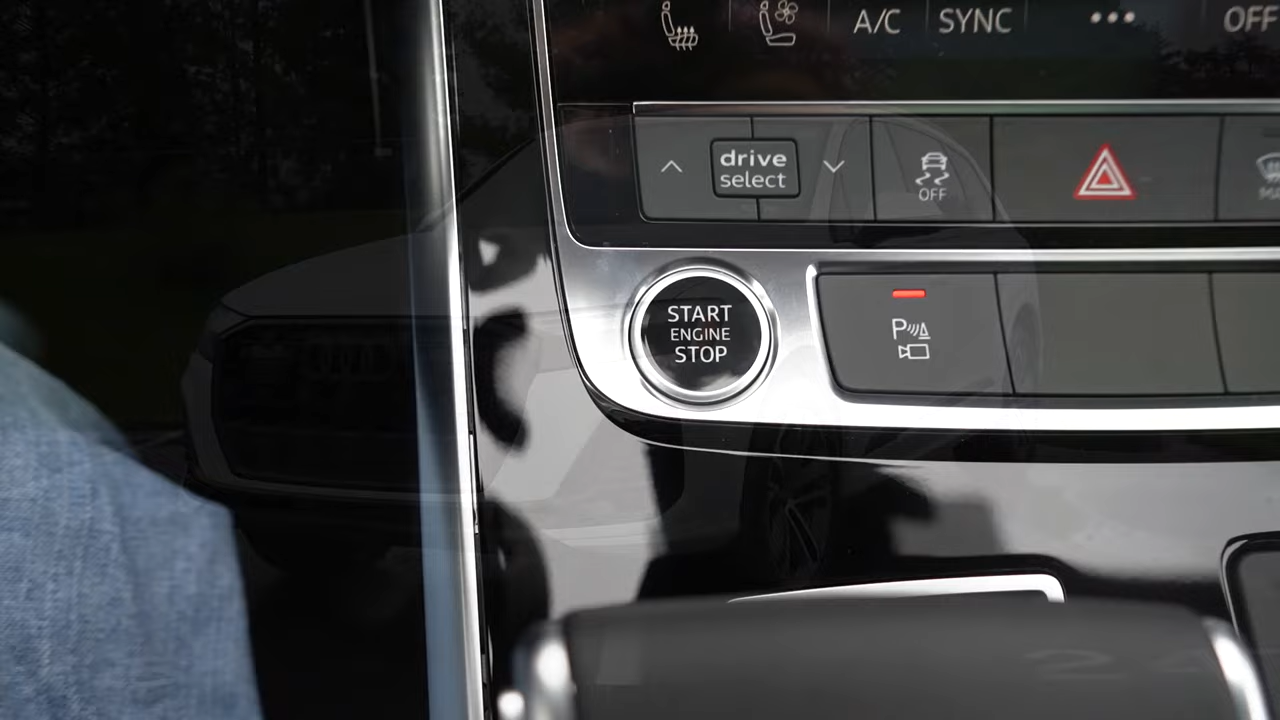 A/C SYNC ••• OFF
drive
select
OFF
START
ENGINE
STOP
P